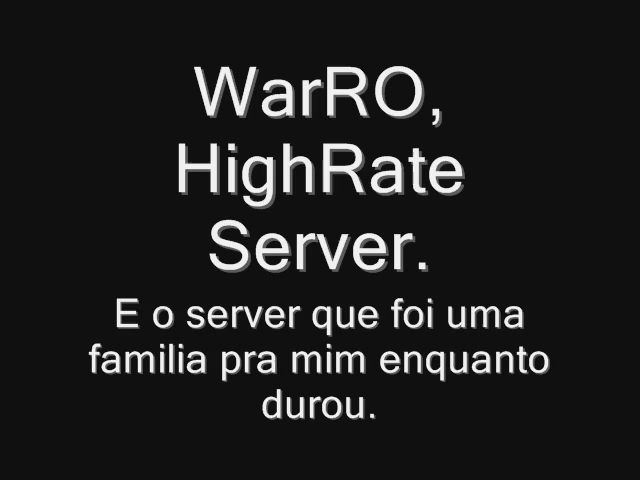 WarRO,
HighRate
Server.
E o server que foi uma
familia pra mim enquanto
durou.